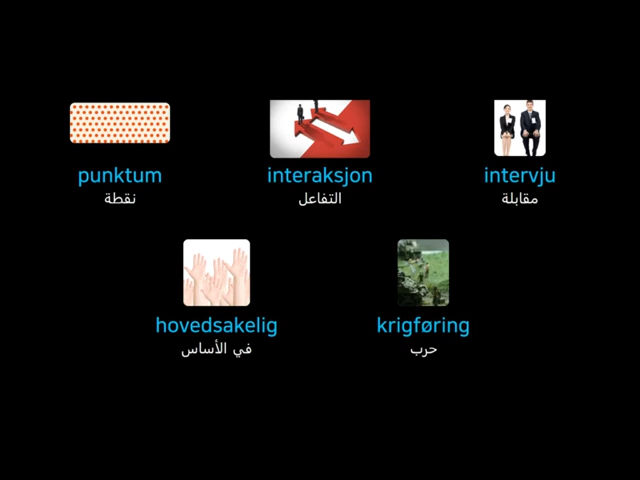 punktum
نقطة
interaksjon
التفاعل
intervju
مقابلة
hovedsakelig
في الأساس
krigføring
حرب